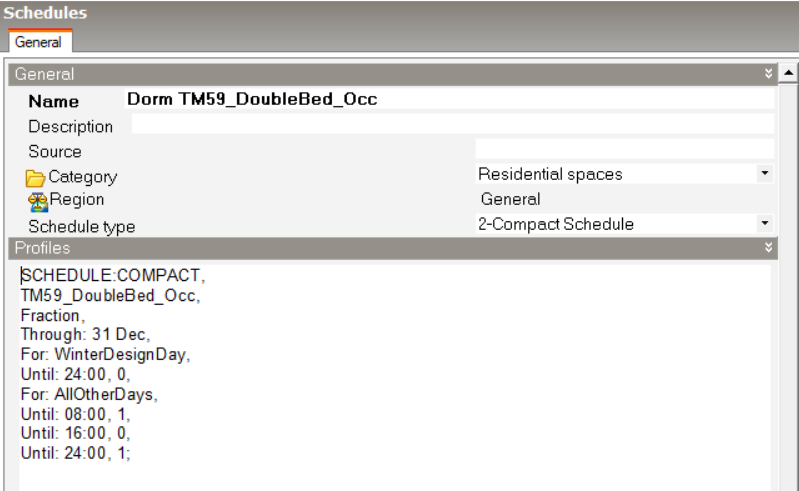 Schedules
General
General
Name Dorm TM59_DoubleBed_Occ
Description
Source
Category Residential spaces
Region General
Schedule type 2-Compact Schedule
Profiles
SCHEDULE:COMPACT,
TM59_DoubleBed_Occ,
Fraction,
Through: 31 Dec,
For: WinterDesignDay,
Until: 24:00, 0,
For: AllOtherDays,
Until: 08:00, 1,
Until: 16:00, 0,
Until: 24:00, 1;